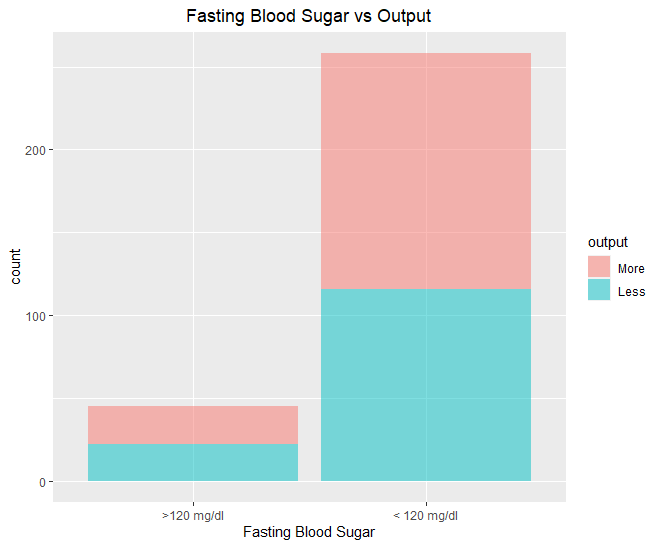 Fasting Blood Sugar vs Output
200
100
0
count
>120 mg/dl
< 120 mg/dl
Fasting Blood Sugar
output
More
Less